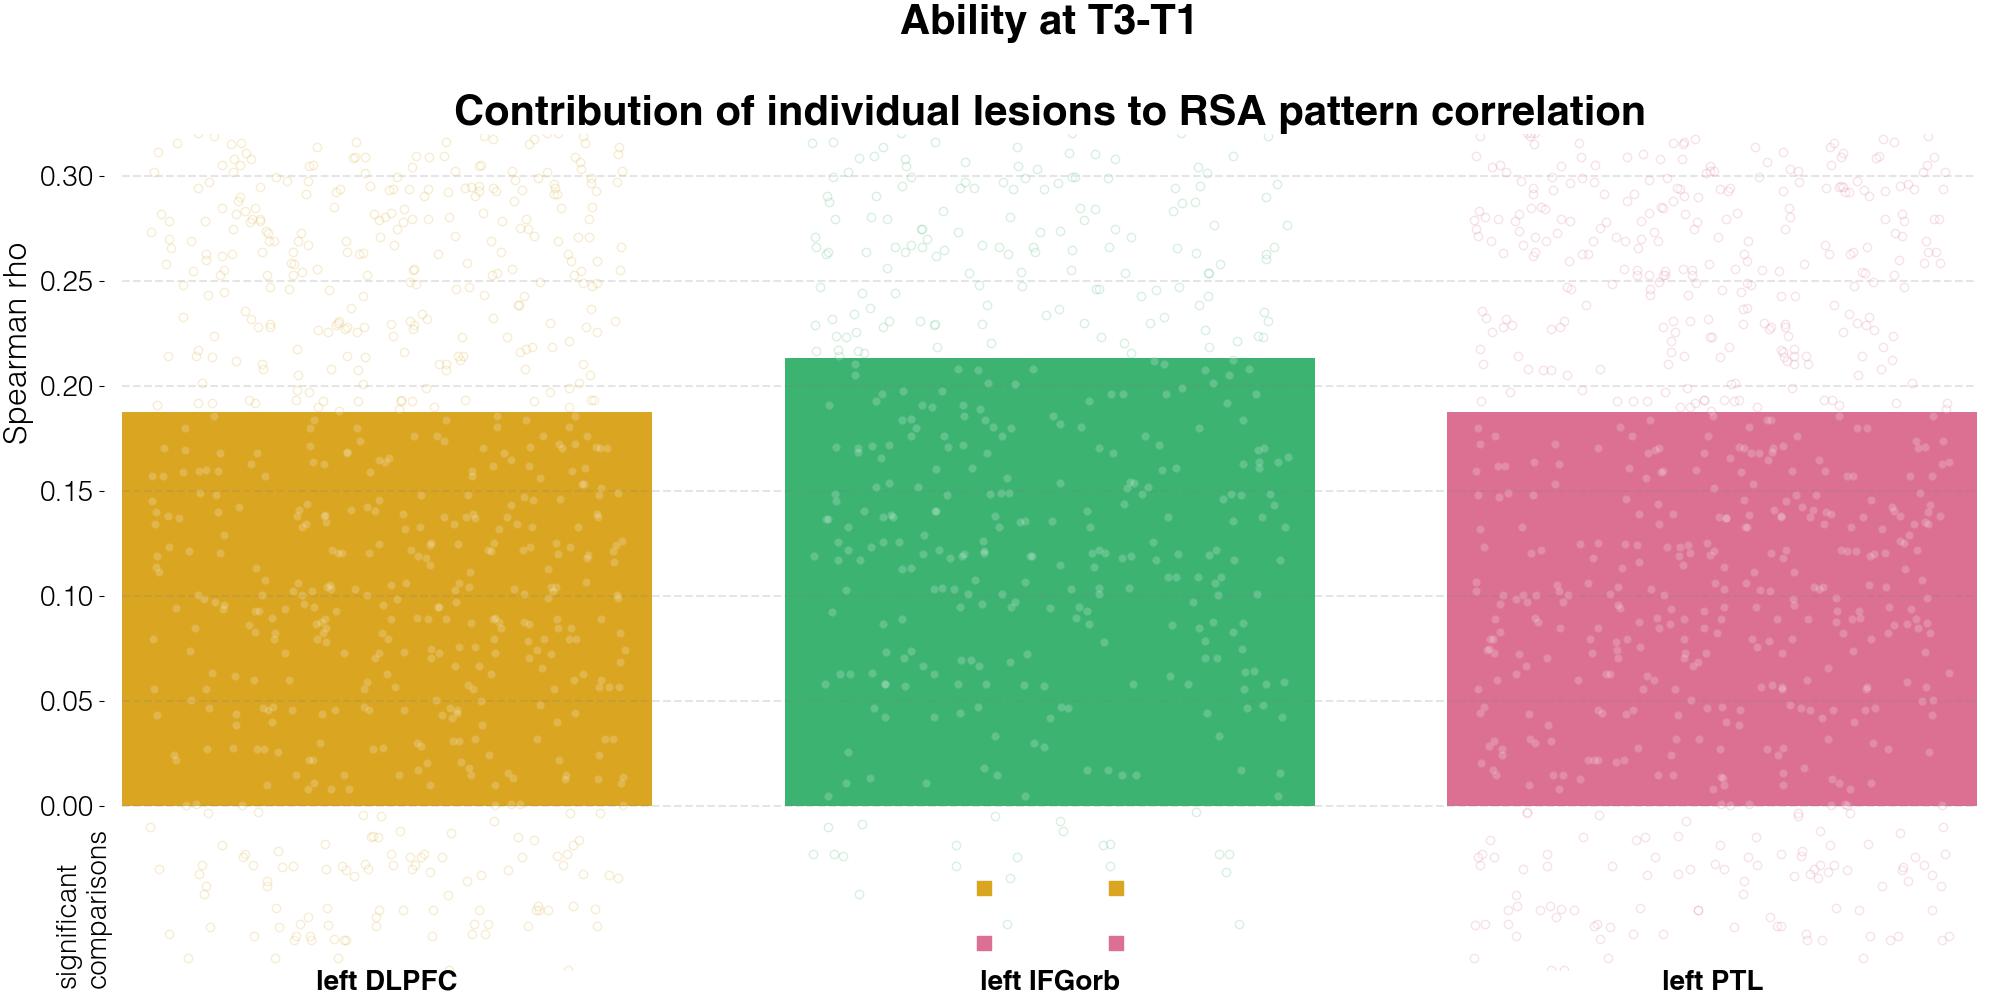 Ability at T3-T1
Contribution of individual lesions to RSA pattern correlation
Spearman rho
0.30
0.25
0.20
0.15
0.10
0.05
0.00
significant
comparisons
left DLPFC
left IFGorb
left PTL